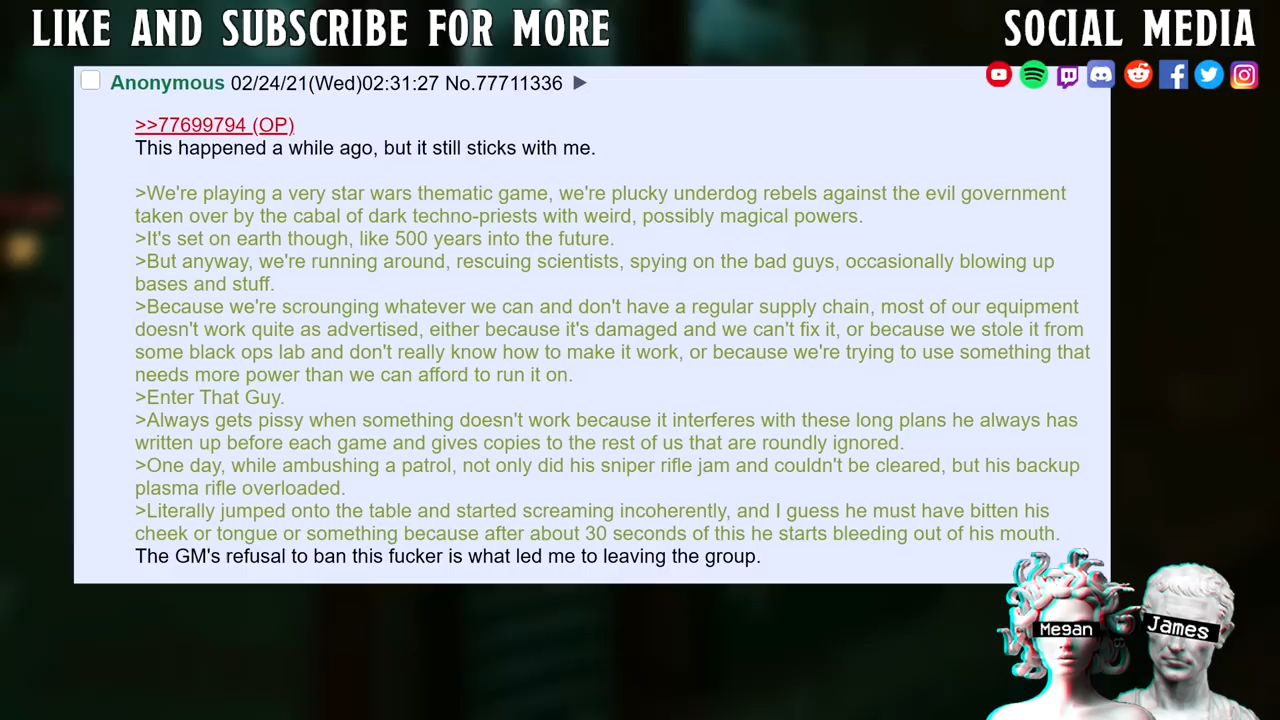 LIKE AND SUBSCRIBE FOR MORE
SOCIAL MEDIA
Anonymous 02/24/21(Wed)02:31:27 No.77711336
>>77699794 (OP)
This happened a while ago, but it still sticks with me.
>We're playing a very star wars thematic game, we're plucky underdog rebels against the evil government
taken over by the cabal of dark techno-priests with weird, possibly magical powers.
>It's set on earth though, like 500 years into the future.
>But anyway, we're running around, rescuing scientists, spying on the bad guys, occasionally blowing up
bases and stuff.
>Because we're scrounging whatever we can and don't have a regular supply chain, most of our equipment
doesn't work quite as advertised, either because it's damaged and we can't fix it, or because we stole it from
some black ops lab and don't really know how to make it work, or because we're trying to use something that
needs more power than we can afford to run it on.
>Enter That Guy.
>Always gets pissy when something doesn't work because it interferes with these long plans he always has
written up before each game and gives copies to the rest of us that are roundly ignored.
>One day, while ambushing a patrol, not only did his sniper rifle jam and couldn't be cleared, but his backup
plasma rifle overloaded.
>Literally jumped onto the table and started screaming incoherently, and I guess he must have bitten his
cheek or tongue or something because after about 30 seconds of this he starts bleeding out of his mouth.
The GM's refusal to ban this fucker is what led me to leaving the group.
Megan
James